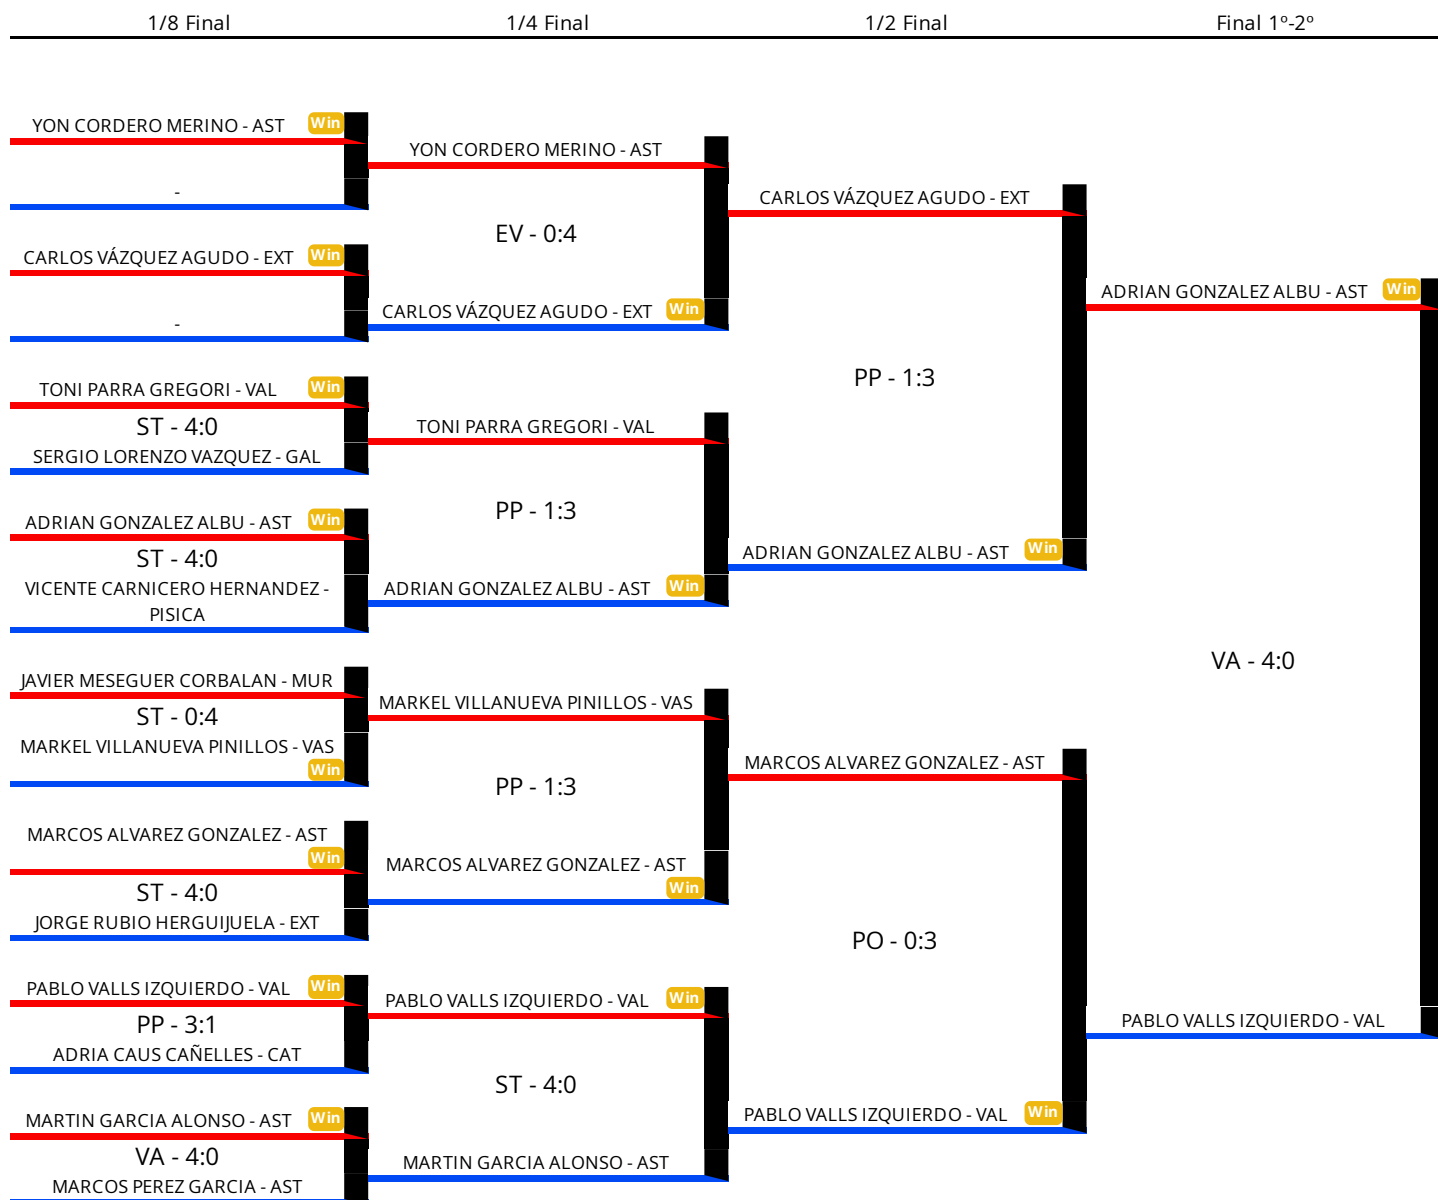 1/8 Final
1/4 Final
1/2 Final
Final 1º-2º
YON CORDERO MERINO - AST
Win
-
CARLOS VÁZQUEZ AGUDO - EXT
Win
-
TONI PARRA GREGORI - VAL
Win
ST - 4:0
SERGIO LORENZO VAZQUEZ - GAL
ADRIAN GONZALEZ ALBU - AST
Win
ST - 4:0
VICENTE CARNICERO HERNANDEZ -
PISICA
JAVIER MESEGUER CORBALAN - MUR
ST - 0:4
MARKEL VILLANUEVA PINILLOS - VAS
Win
MARCOS ALVAREZ GONZALEZ - AST
Win
ST - 4:0
JORGE RUBIO HERGUIJUELA - EXT
PABLO VALLS IZQUIERDO - VAL
Win
PP - 3:1
ADRIA CAUS CAÑELLES - CAT
MARTIN GARCIA ALONSO - AST
Win
VA - 4:0
MARCOS PEREZ GARCIA - AST
YON CORDERO MERINO - AST
EV - 0:4
CARLOS VÁZQUEZ AGUDO - EXT
Win
TONI PARRA GREGORI - VAL
PP - 1:3
ADRIAN GONZALEZ ALBU - AST
Win
MARKEL VILLANUEVA PINILLOS - VAS
PP - 1:3
MARCOS ALVAREZ GONZALEZ - AST
Win
PABLO VALLS IZQUIERDO - VAL
Win
ST - 4:0
MARTIN GARCIA ALONSO - AST
CARLOS VÁZQUEZ AGUDO - EXT
PP - 1:3
ADRIAN GONZALEZ ALBU - AST
Win
MARCOS ALVAREZ GONZALEZ - AST
PO - 0:3
PABLO VALLS IZQUIERDO - VAL
Win
ADRIAN GONZALEZ ALBU - AST
Win
VA - 4:0
PABLO VALLS IZQUIERDO - VAL